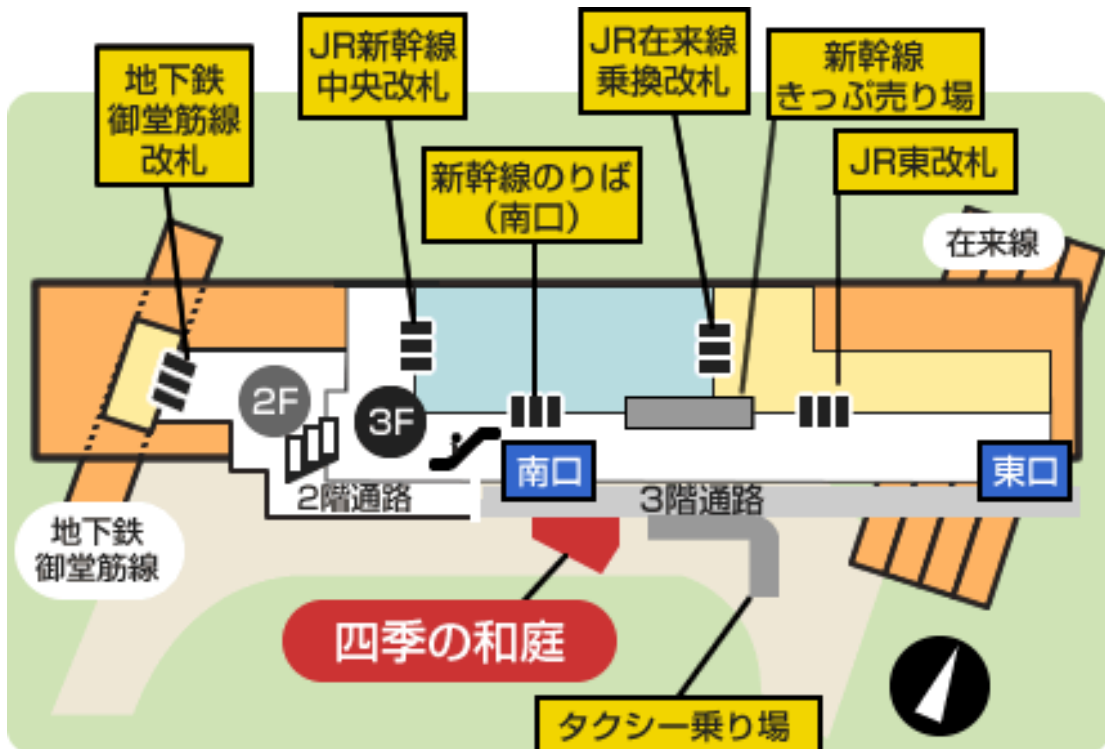 地下鉄
御堂筋線
改札
JR新幹線
中央改札
JR在来線
乗換改札
新幹線
きっぷ売り場
新幹線のりば
(南口)
JR東改札
在来線
2F
3F
南口
東口
2階通路
3階通路
地下鉄
御堂筋線
四季の和庭
タクシー乗り場